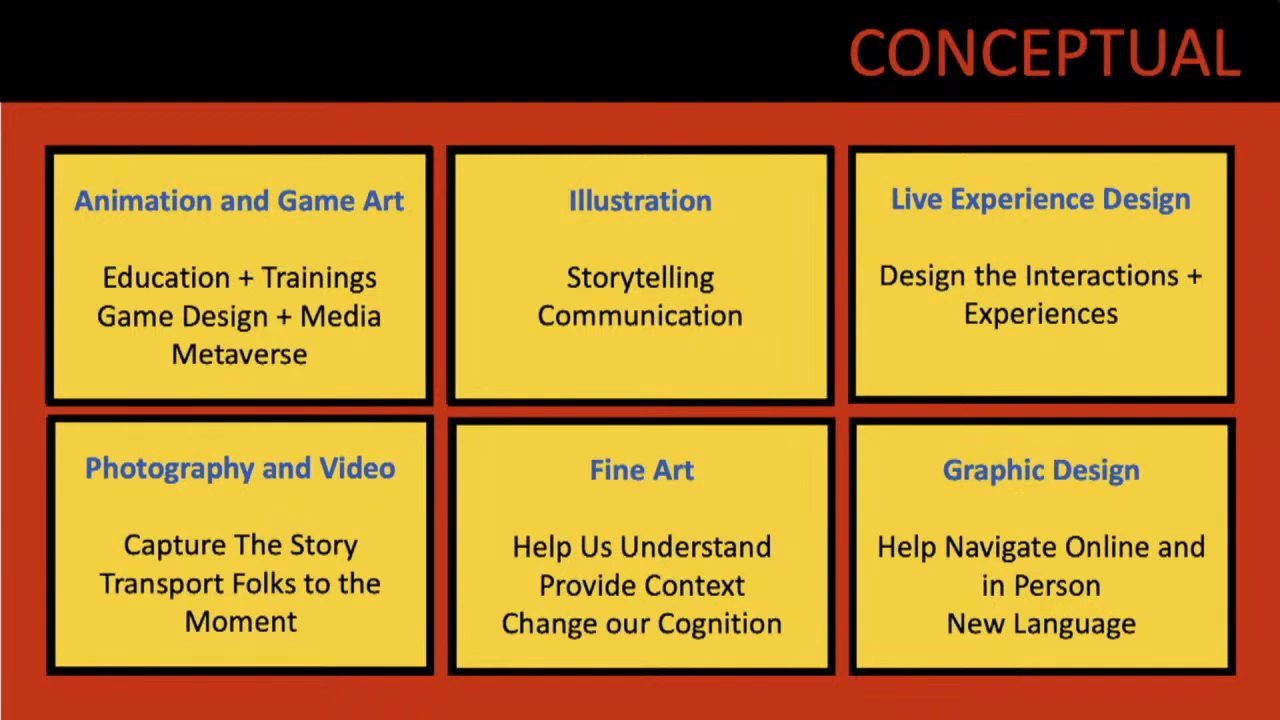 CONCEPTUAL
Animation and Game Art
Education + Trainings
Game Design + Media
Metaverse
Illustration
Storytelling
Communication
Live Experience Design
Design the Interactions +
Experiences
Photography and Video
Capture The Story
Transport Folks to the
Moment
Fine Art
Help Us Understand
Provide Context
Change our Cognition
Graphic Design
Help Navigate Online and
in Person
New Language